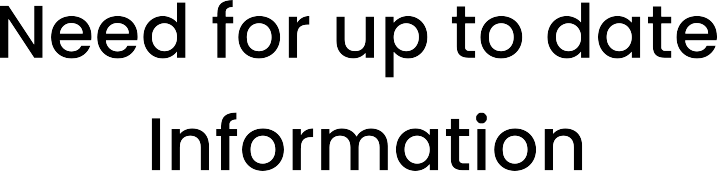 Need for up to date
Information